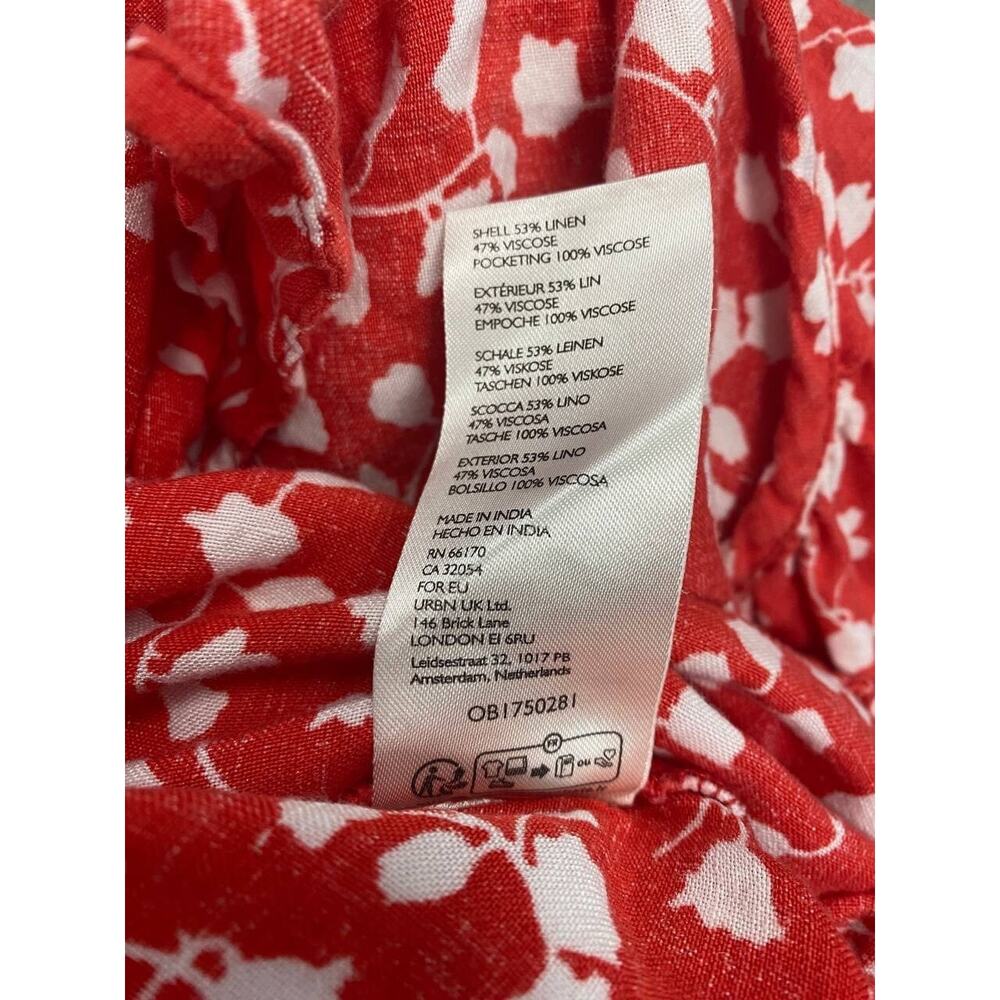 SHELL 53% LINEN
47% VISCOSE
POCKETING 100% VISCOSE
EXTÉRIEUR 53% LIN
47% VISCOSE
EMPOCHE 100% VISCOSE
SCHALE 53% LEINEN
47% VISKOSE
TASCHEN 100% VISKOSE
SCOCCA 53% LINO
47% VISCOSA
TASCHE 100% VISCOSA
EXTERIOR 53% LINO
47% VISCOSA
BOLSILLO 100% VISCOSA
MADE IN INDIA
HECHO EN INDIA
RN 66170
CA 32054
FOR EU
URBN UK Ltd.
146 Brick Lane
LONDON E1 6RU
Leidsestraat 32, 1017 PB
Amsterdam, Netherlands
OB1750281
FR
ou